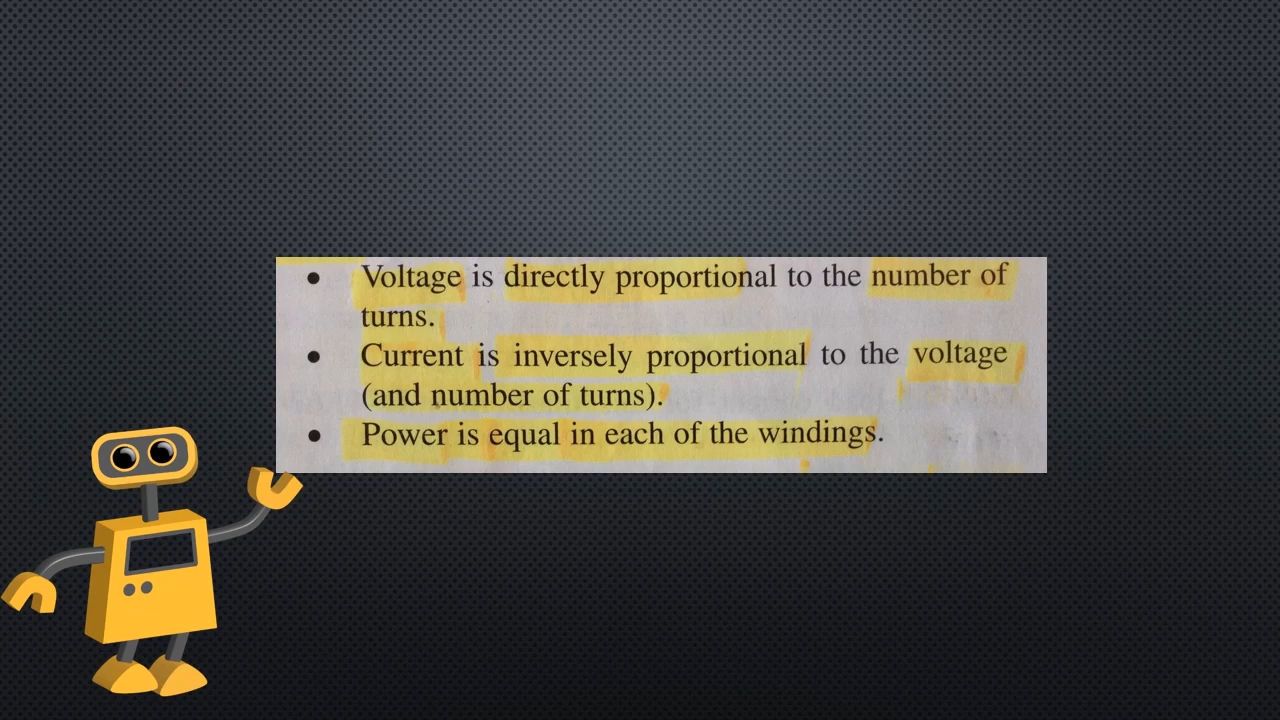 • Voltage is directly proportional to the number of
turns.
• Current is inversely proportional to the voltage
(and number of turns).
• Power is equal in each of the windings.